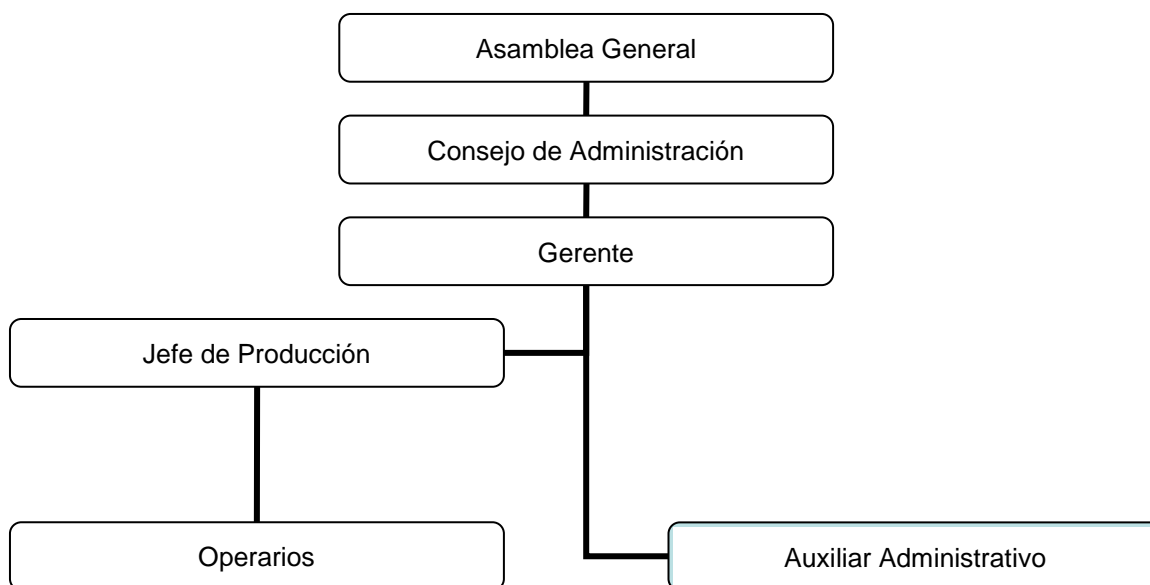 Asamblea General
Consejo de Administración
Gerente
Jefe de Producción
Operarios
Auxiliar Administrativo